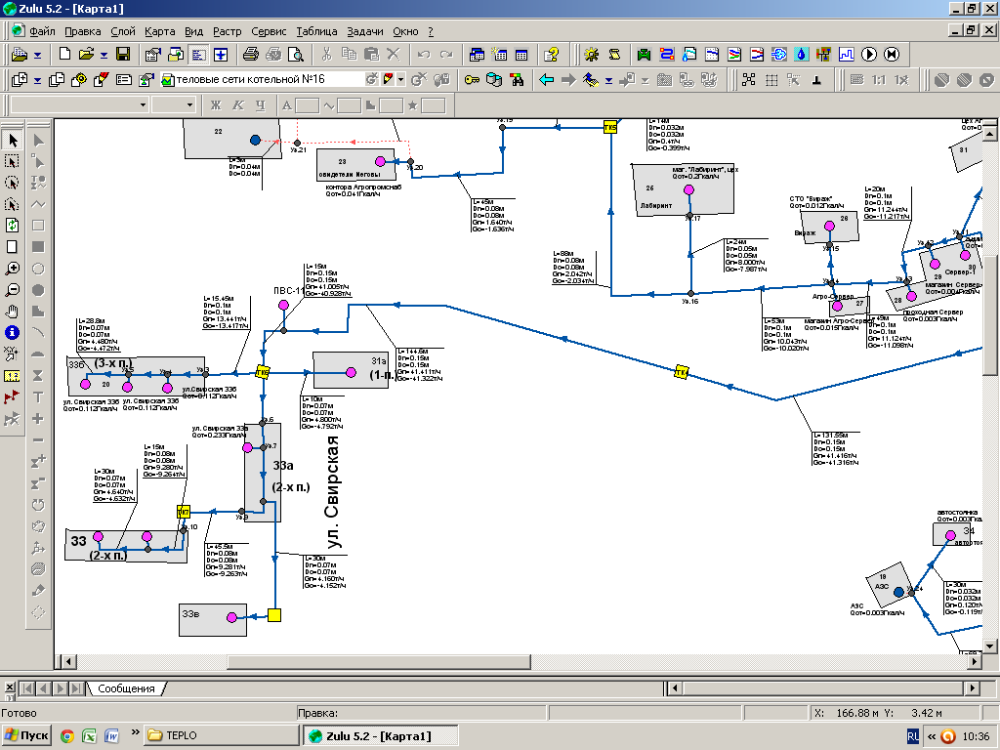 Zulu 5.2 - [Карта1]
Файл Правка Слой Карта Вид Растр Сервис Таблица Задачи Окно ?
теловые сети котельной №16
1:1
Ж К Ч
22
Уз.21
L=3м
Dп=0.04м
Dо=0.04м
23
свидетели Иеговы
контора Агропромснаб
Qот=0.041Гкал/ч
Уз.20
L=45м
Dп=0.08м
Dо=0.08м
Gп=1.640т/ч
Gо=-1.636т/ч
Уз.19
ТК5
L=14м
Dп=0.032м
Dо=0.032м
Gп=0.4т/ч
Gо=-0.399т/ч
маг. "Лабиринт", цех
Qот=0.2Гкал/ч
25
Лабиринт
Уз.17
L=24м
Dп=0.05м
Dо=0.05м
Gп=8.000т/ч
Gо=-7.987т/ч
L=88м
Dп=0.08м
Dо=0.08м
Gп=2.042т/ч
Gо=-2.034т/ч
Уз.16
СТО "Вираж"
Qот=0.012Гкал/ч
26
Вираж
Уз.15
L=20м
Dп=0.1м
Dо=0.1м
Gп=11.244т/ч
Gо=-11.217т/ч
31
Уз.12
Уз.11
30
29
Сервер-1
магазин Сервер
Qот=0.004Гкал/ч
Уз.14
Уз.13
Агро-Сервер
27
28
магазин Агро-Сервер
Qот=0.015Гкал/ч
проходная Сервер
Qот=0.003Гкал/ч
L=53м
Dп=0.1м
Dо=0.1м
Gп=10.043т/ч
Gо=-10.020т/ч
L=49м
Dп=0.1м
Dо=0.1м
Gп=11.124т/ч
Gо=-11.098т/ч
L=15м
Dп=0.15м
Dо=0.15м
Gп=41.005т/ч
Gо=-40.928т/ч
ПВС-1
L=15.45м
Dп=0.1м
Dо=0.1м
Gп=13.441т/ч
Gо=-13.417т/ч
L=28.8м
Dп=0.07м
Dо=0.07м
Gп=4.480т/ч
Gо=-4.472т/ч
33б
(3-х п.)
20
Уз.5
Уз.4
Уз.3
ул. Свирская 33б
Qот=0.112Гкал/ч
ул. Свирская 33б
Qот=0.112Гкал/ч
ул.Свирская 33б
Qот=0.112Гкал/ч
ТК6
31а
(1-п.)
L=144.6м
Dп=0.15м
Dо=0.15м
Gп=41.411т/ч
Gо=-41.322т/ч
L=10м
Dп=0.07м
Dо=0.07м
Gп=4.800т/ч
Gо=-4.792т/ч
ТК4
L=131.55м
Dп=0.15м
Dо=0.15м
Gп=41.416т/ч
Gо=-41.316т/ч
ул. Свирская 33а
Qот=0.233Гкал/ч
Уз.6
Уз.7
33а
(2-х п.)
ул. Свирская
L=15м
Dп=0.08м
Dо=0.08м
Gп=9.280т/ч
Gо=-9.264т/ч
L=30м
Dп=0.07м
Dо=0.07м
Gп=4.640т/ч
Gо=-4.632т/ч
ТК7
Уз.9
Уз.10
33
(2-х п.)
L=45.5м
Dп=0.08м
Dо=0.08м
Gп=9.281т/ч
Gо=-9.263т/ч
L=30м
Dп=0.07м
Dо=0.07м
Gп=4.160т/ч
Gо=-4.152т/ч
33в
автостоянка
Qот=0.003Гкал/ч
34
19
АЗС
Уз.24
АЗС
Qот=0.003Гкал/ч
L=30м
Dп=0.032м
Dо=0.032м
Gп=0.120т/ч
Gо=-0.119т/ч
Сообщения
Готово
Правка:
X: 166.88 м Y: 3.42 м
Пуск
TEPLO
Zulu 5.2 - [Карта1]
RU
10:36